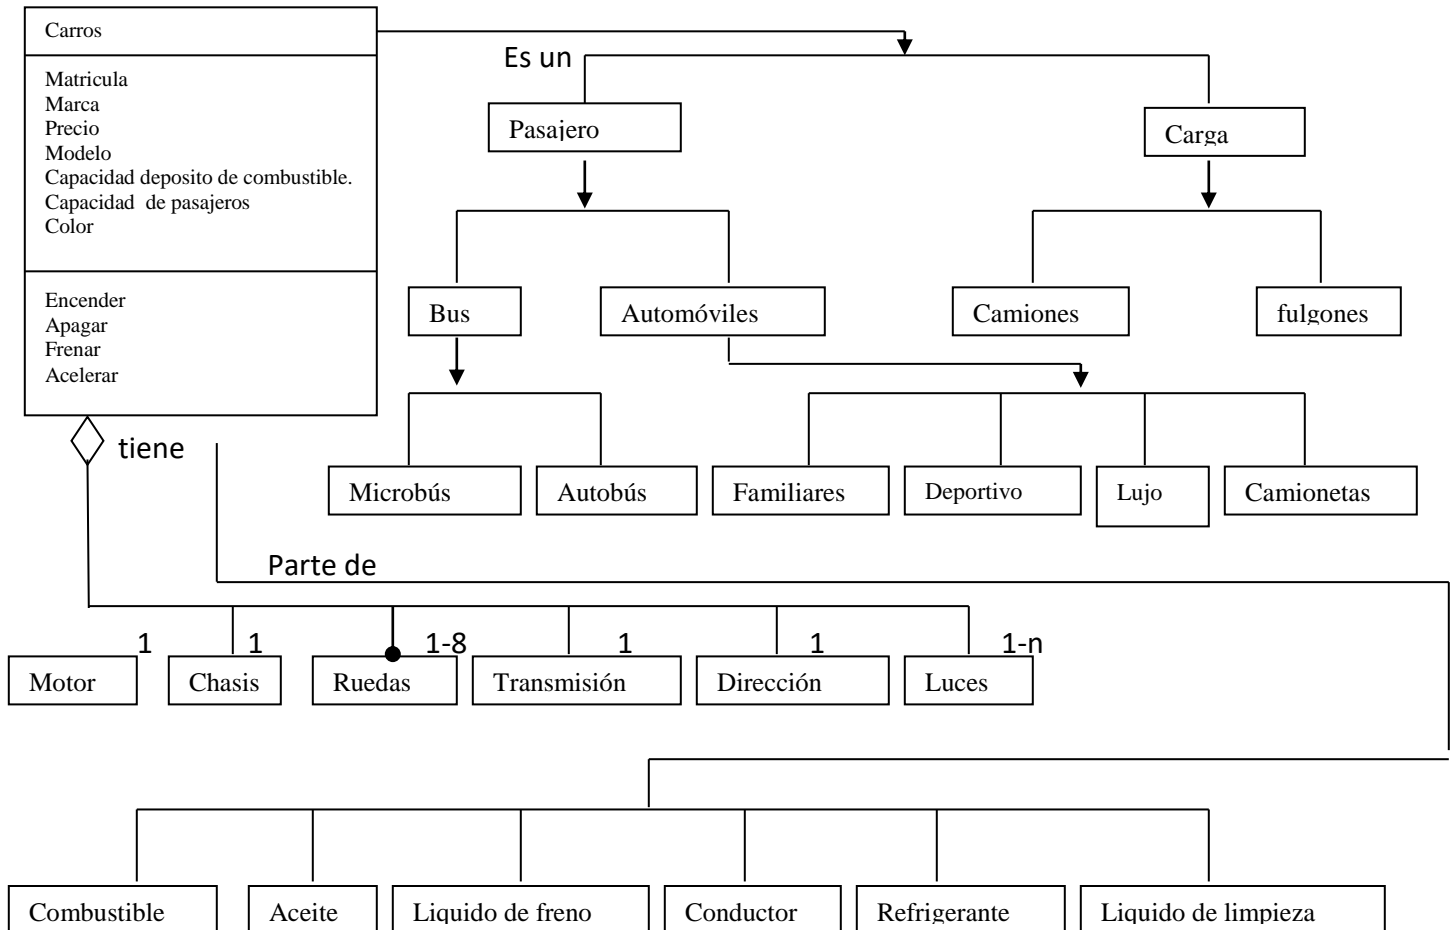 Carros
Es un
Matricula
Marca
Precio
Modelo
Capacidad deposito de combustible.
Capacidad de pasajeros
Color
Pasajero
Carga
Encender
Apagar
Frenar
Acelerar
Bus
Automóviles
Camiones
fulgones
tiene
Microbús
Autobús
Familiares
Deportivo
Lujo
Camionetas
Parte de
1
1
1-8
1
1
1-n
Motor
Chasis
Ruedas
Transmisión
Dirección
Luces
Combustible
Aceite
Liquido de freno
Conductor
Refrigerante
Liquido de limpieza